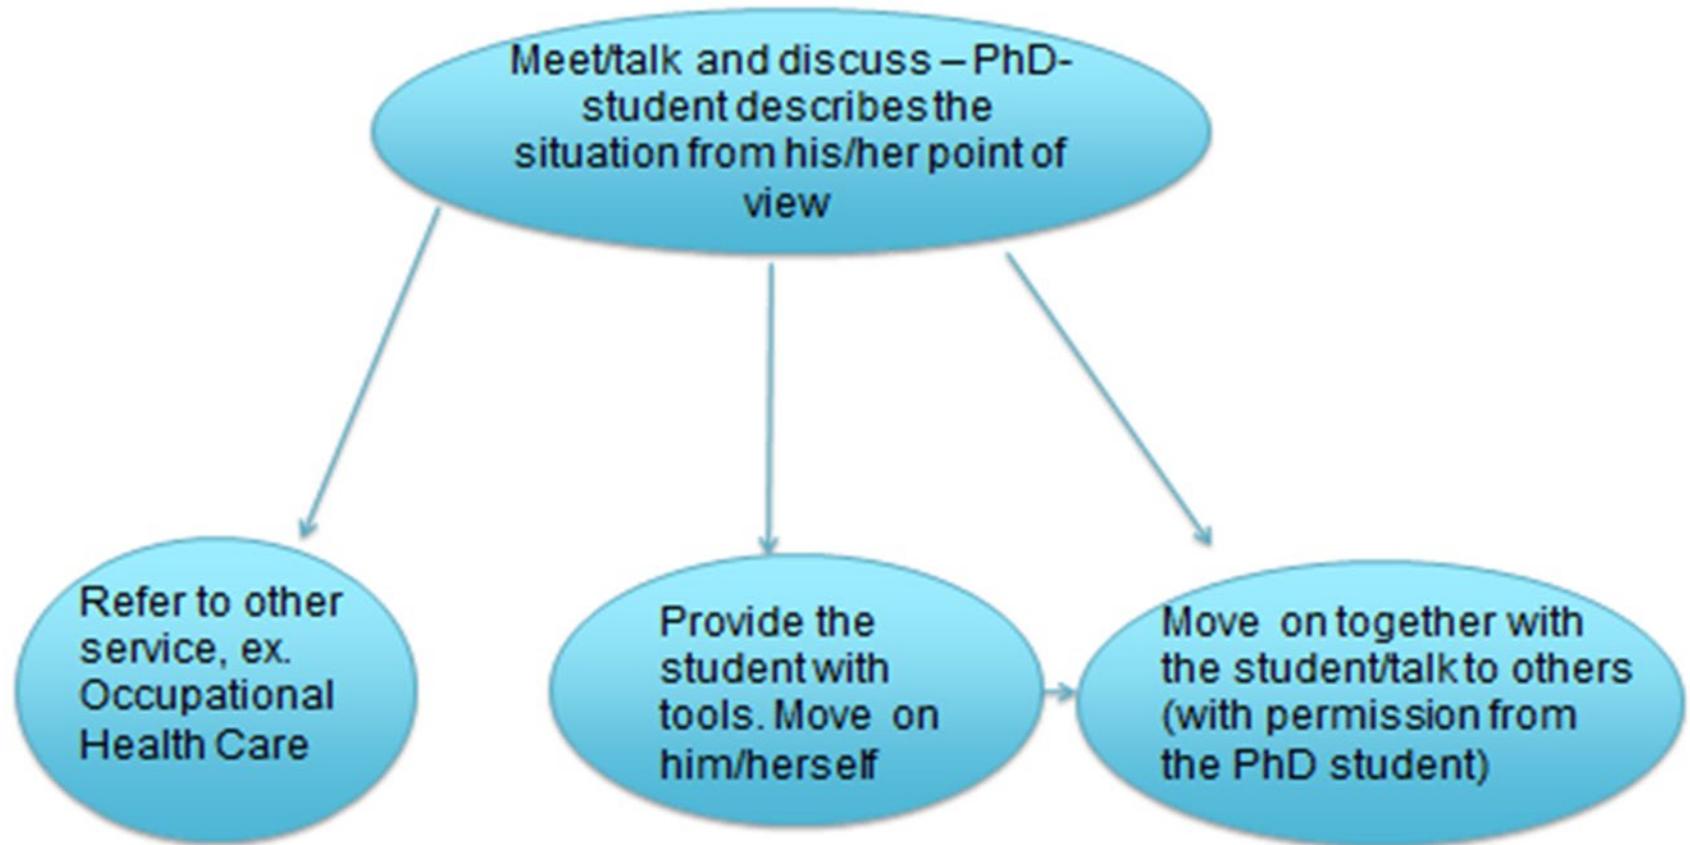 Meet/talk and discuss – PhD-
student describes the
situation from his/her point of
view
Refer to other
service, ex.
Occupational
Health Care
Provide the
student with
tools. Move on
him/herself
Move on together with
the student/talk to others
(with permission from
the PhD student)